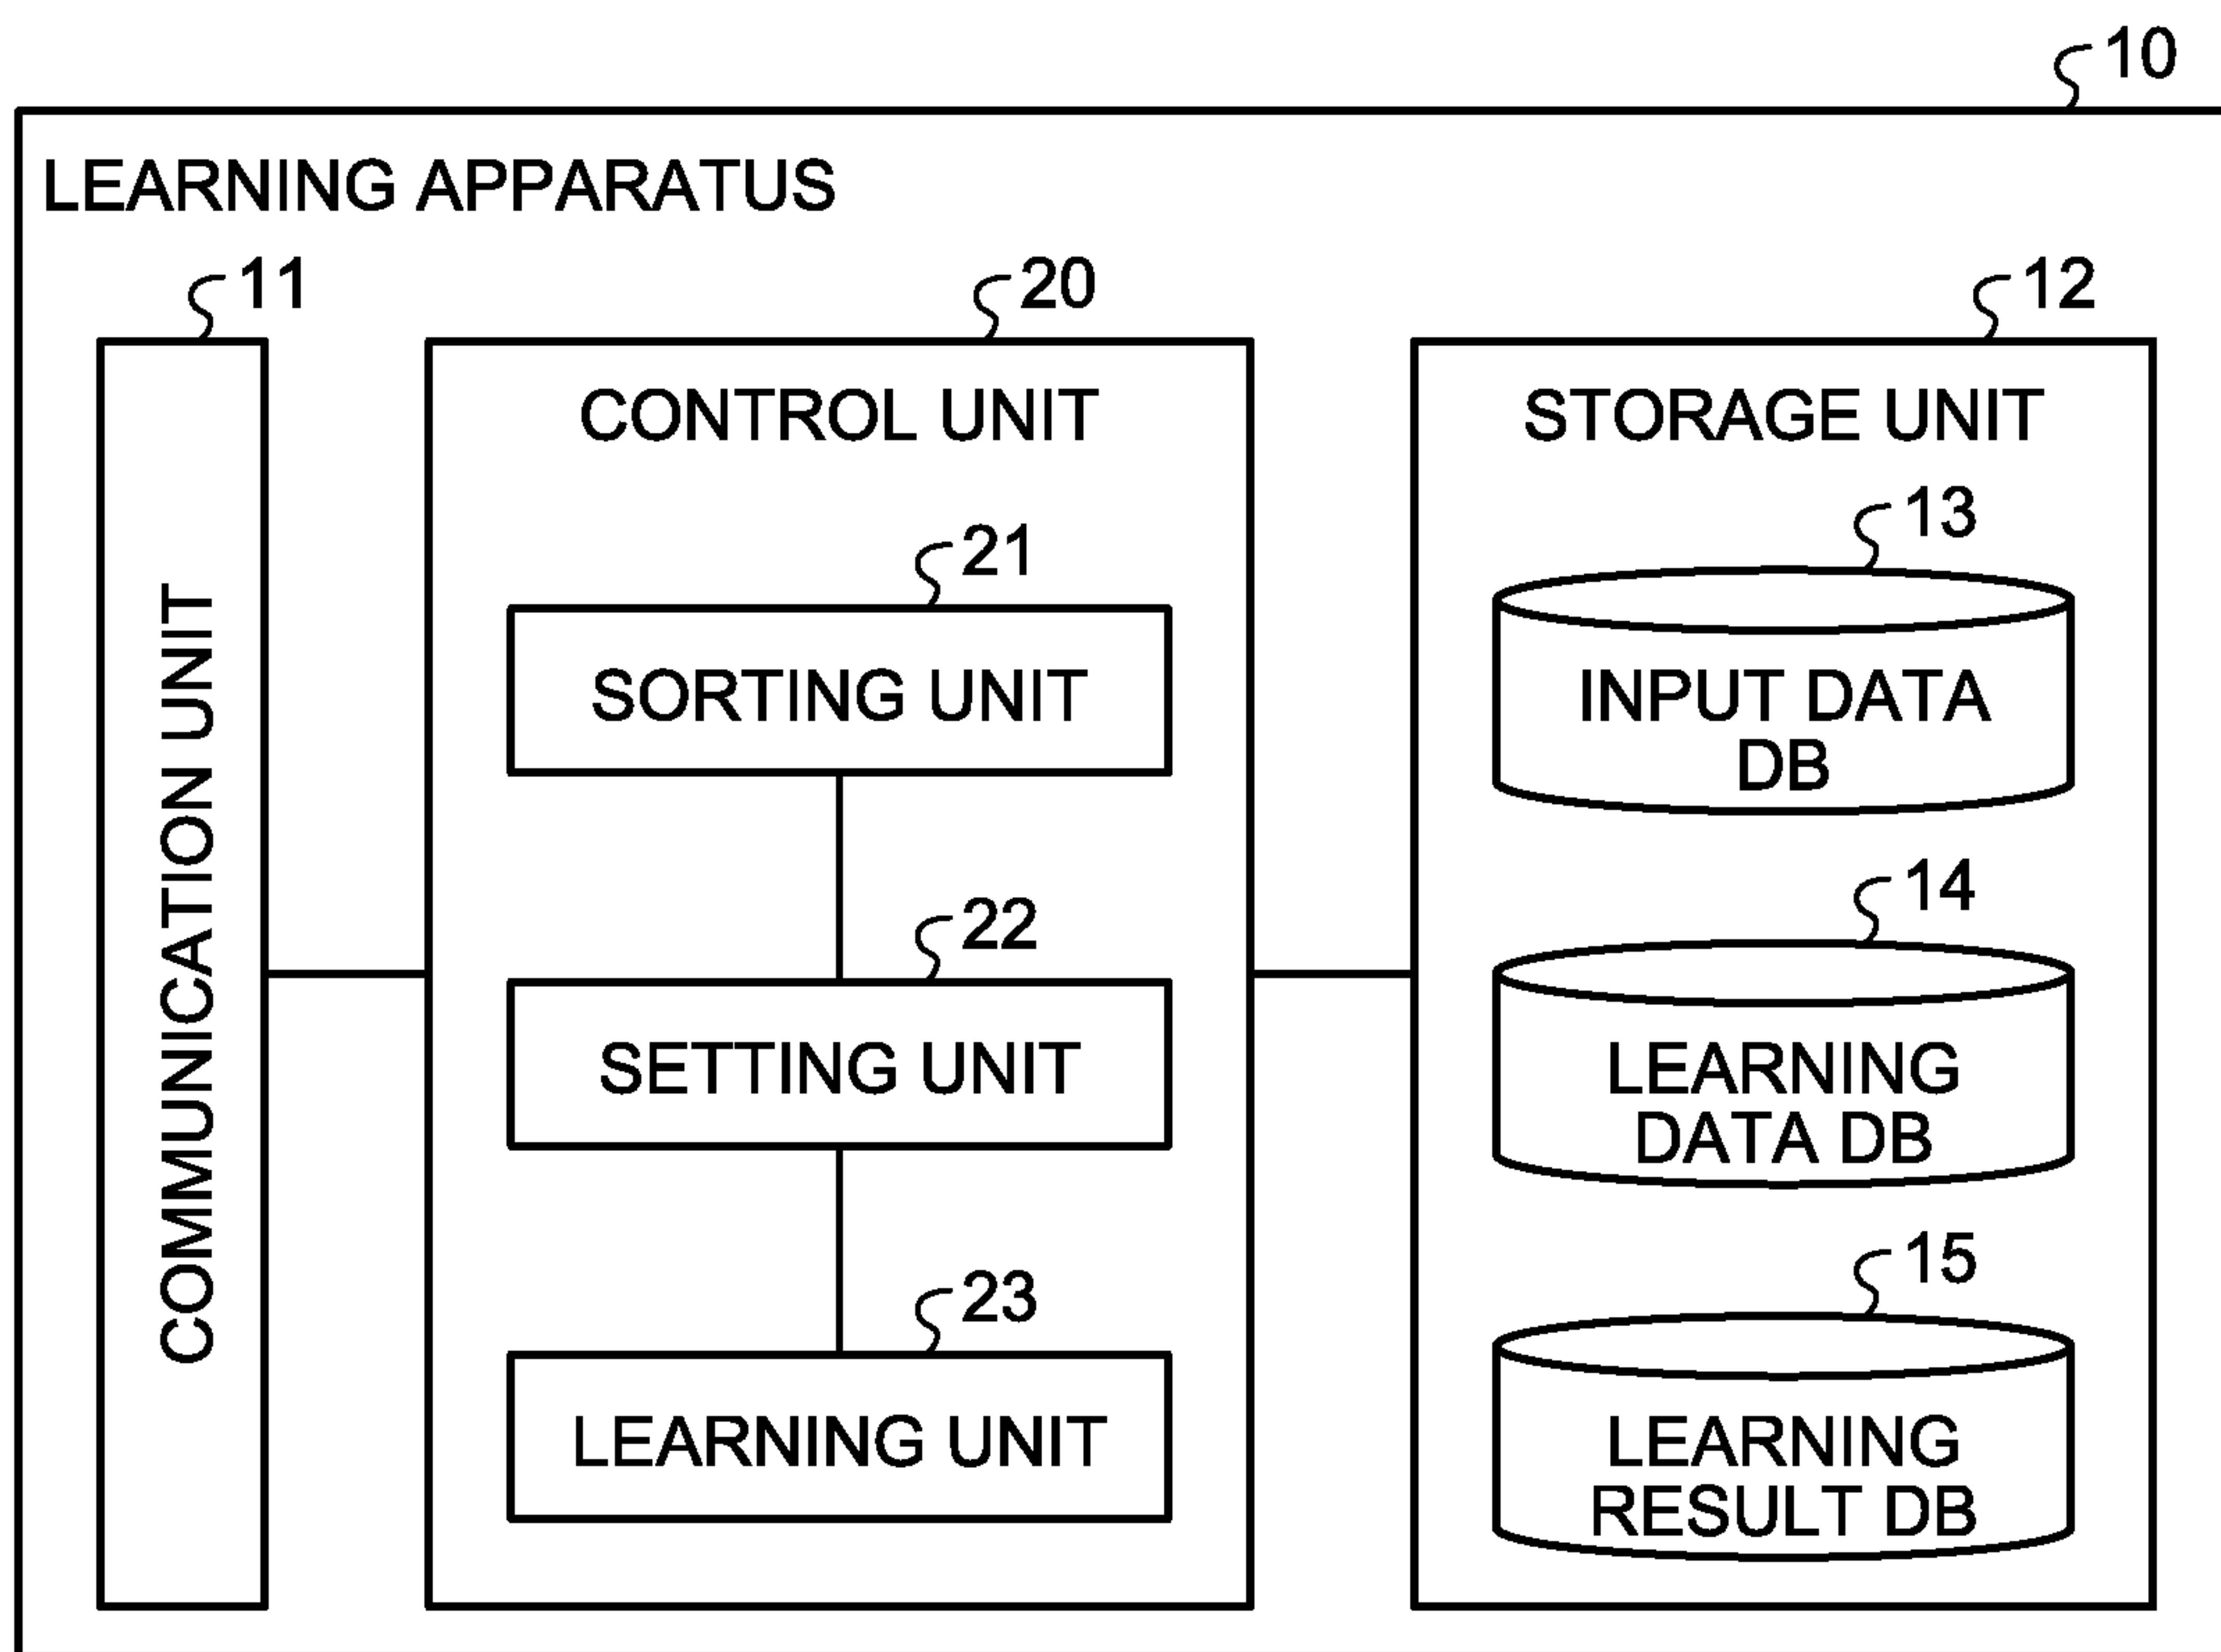 10
LEARNING APPARATUS
11
20
12
COMMUNICATION UNIT
CONTROL UNIT
21
SORTING UNIT
22
SETTING UNIT
23
LEARNING UNIT
STORAGE UNIT
13
INPUT DATA
DB
14
LEARNING
DATA DB
15
LEARNING
RESULT DB